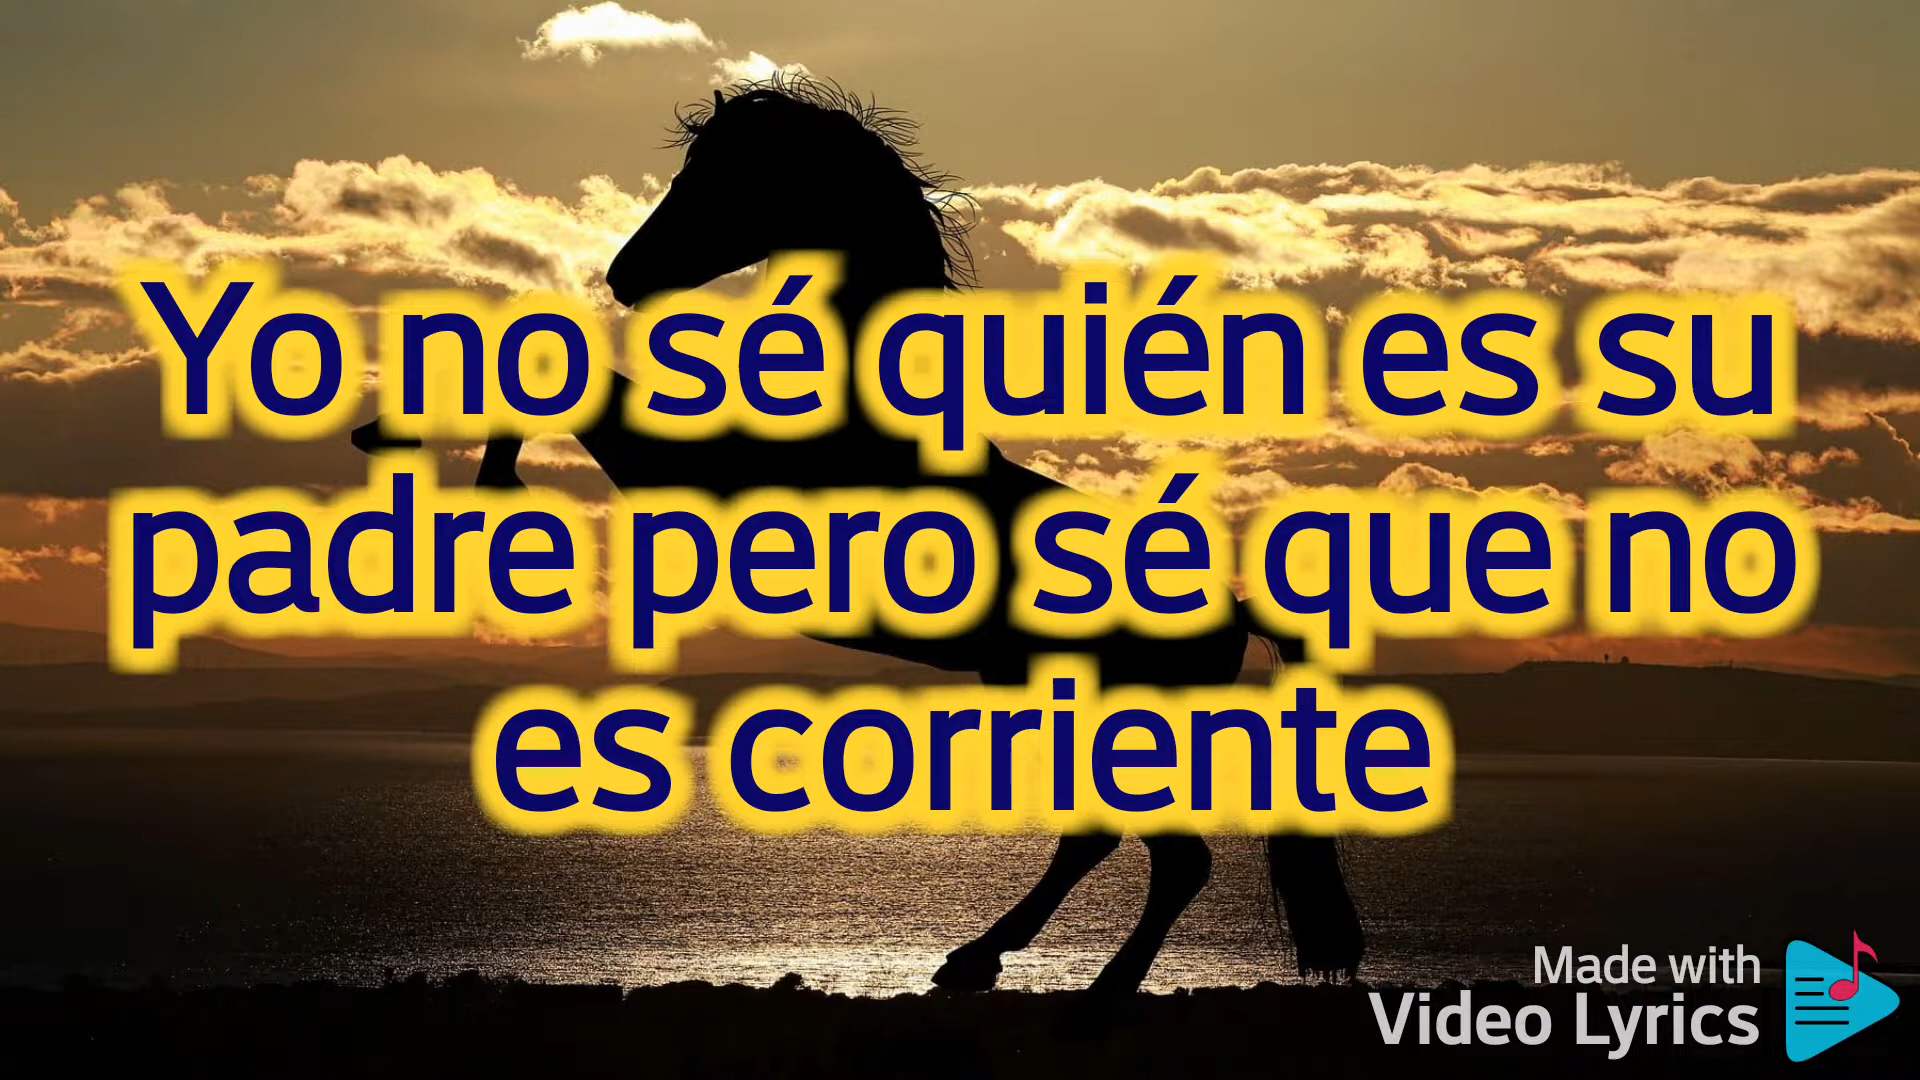 Yo no sé quién es su
padre pero sé que no
es corriente
Made with
Video Lyrics